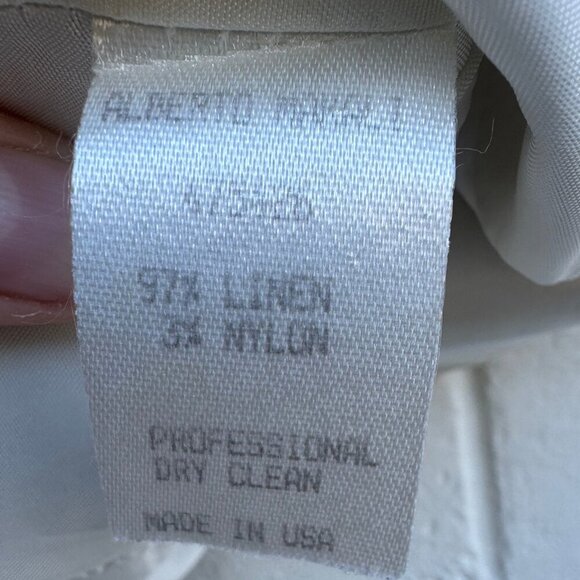 ALBERTO MAKALI
97% LINEN
3% NYLON
PROFESSIONAL
DRY CLEAN
MADE IN USA